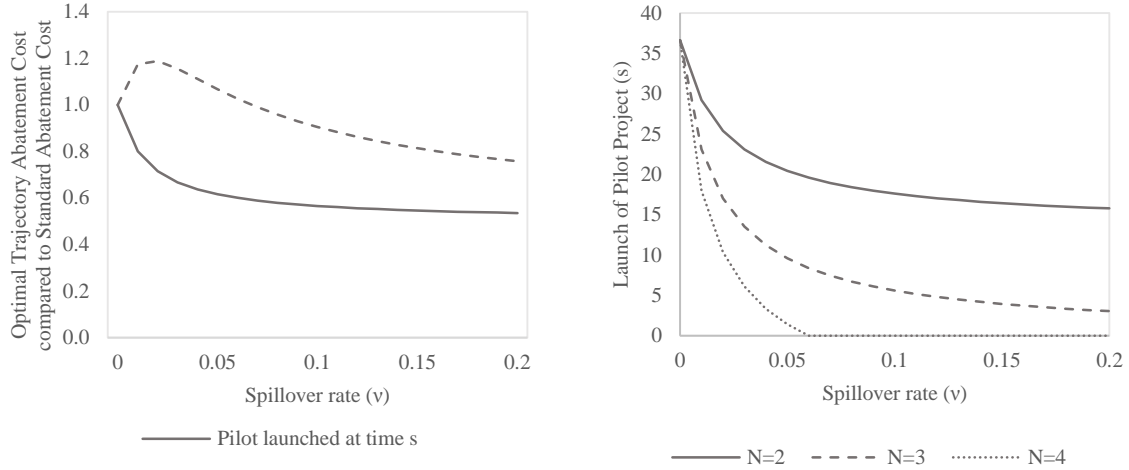 Optimal Trajectory Abatement Cost
compared to Standard Abatement Cost
1.4
1.2
1.0
0.8
0.6
0.4
0.2
0.0
0 0.05 0.1 0.15 0.2
Spillover rate (ν)
Pilot launched at time s
Launch of Pilot Project (s)
40
35
30
25
20
15
10
5
0
0 0.05 0.1 0.15 0.2
Spillover rate (ν)
N=2 N=3 N=4